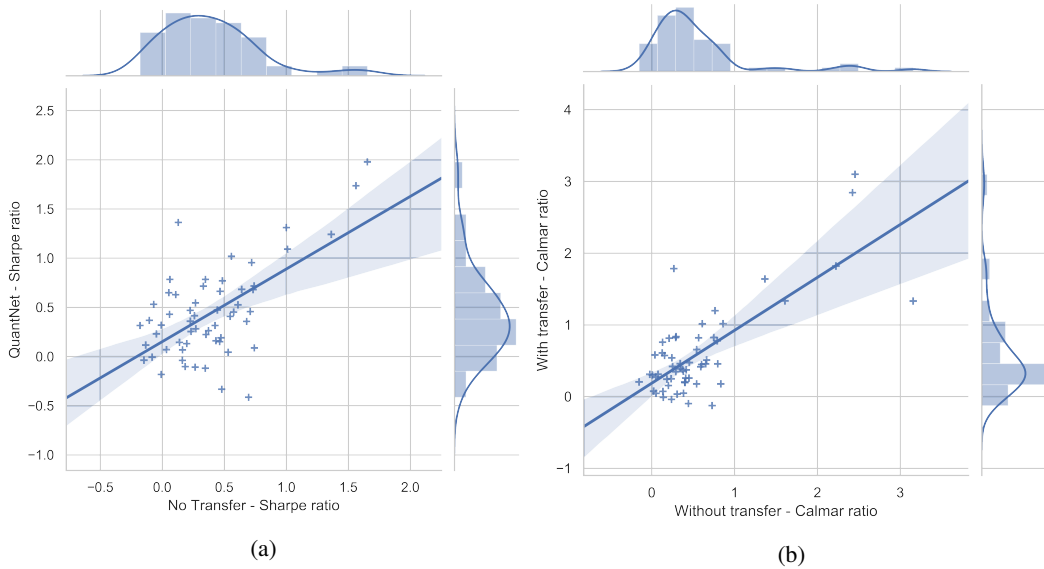 2.5
2.0
1.5
1.0
0.5
0.0
−0.5
−1.0
QuantNet - Sharpe ratio
−0.5 0.0 0.5 1.0 1.5 2.0
No Transfer - Sharpe ratio
(a)
4
3
2
1
0
−1
With transfer - Calmar ratio
0 1 2 3
Without transfer - Calmar ratio
(b)